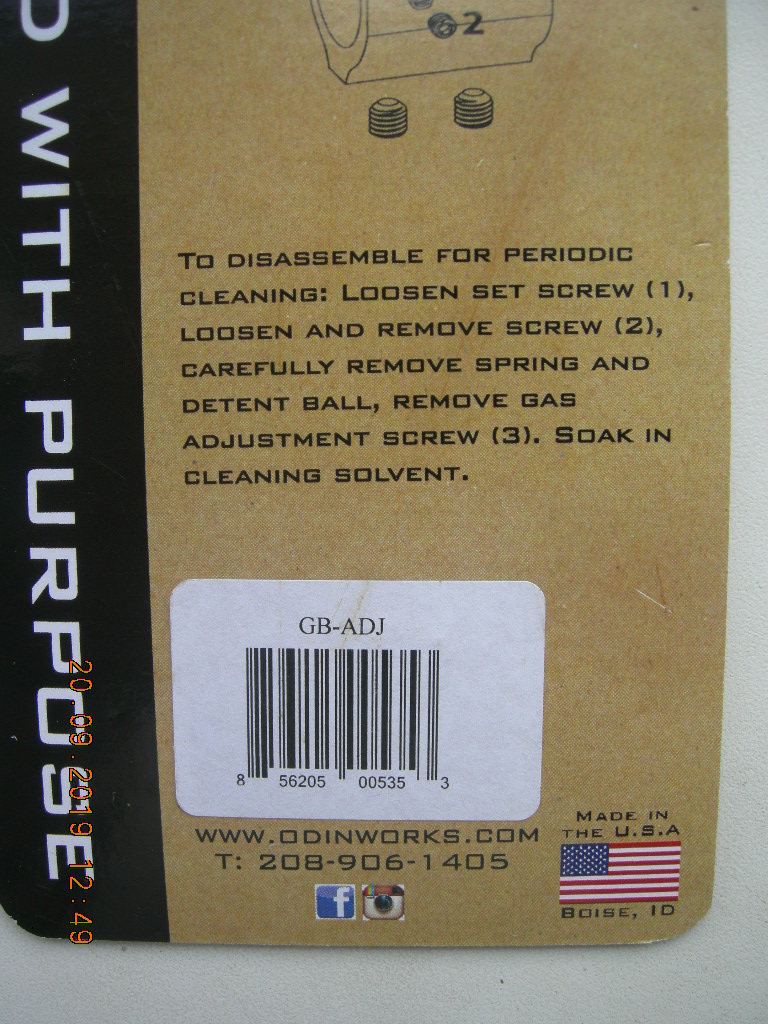 2
TO DISASSEMBLE FOR PERIODIC
CLEANING: LOOSEN SET SCREW (1),
LOOSEN AND REMOVE SCREW (2),
CAREFULLY REMOVE SPRING AND
DETENT BALL, REMOVE GAS
ADJUSTMENT SCREW (3). SOAK IN
CLEANING SOLVENT.
GB-ADJ
8 56205 00535 3
WWW.ODINWORKS.COM
T: 208-906-1405
MADE IN
THE U.S.A
BOISE, ID
D WITH PURPOSE
20.09.2019 12:49